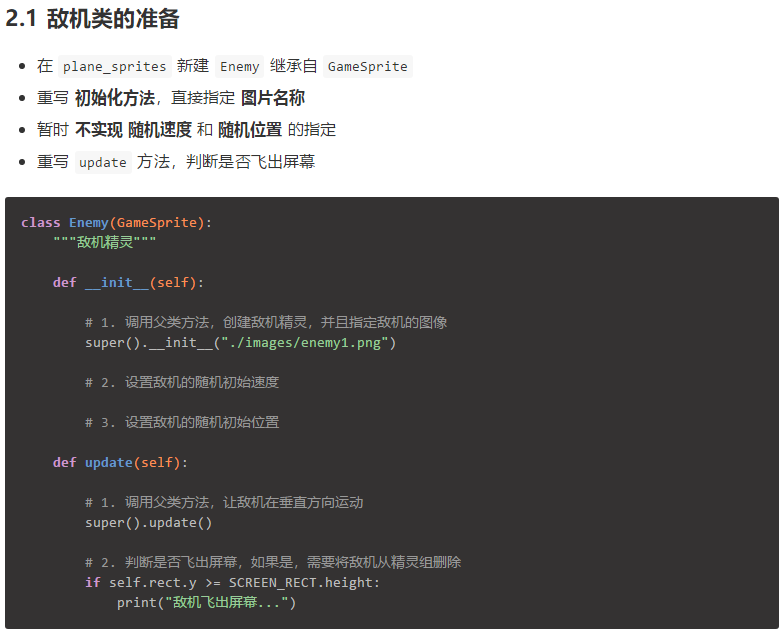 2.1 敌机类的准备
在 plane_sprites 新建 Enemy 继承自 GameSprite
重写 初始化方法，直接指定 图片名称
暂时 不实现 随机速度 和 随机位置 的指定
重写 update 方法，判断是否飞出屏幕
class Enemy(GameSprite):
    """敌机精灵"""

    def __init__(self):

        # 1. 调用父类方法，创建敌机精灵，并且指定敌机的图像
        super().__init__("./images/enemy1.png")

        # 2. 设置敌机的随机初始速度

        # 3. 设置敌机的随机初始位置

    def update(self):

        # 1. 调用父类方法，让敌机在垂直方向运动
        super().update()

        # 2. 判断是否飞出屏幕，如果是，需要将敌机从精灵组删除
        if self.rect.y >= SCREEN_RECT.height:
            print("敌机飞出屏幕...")